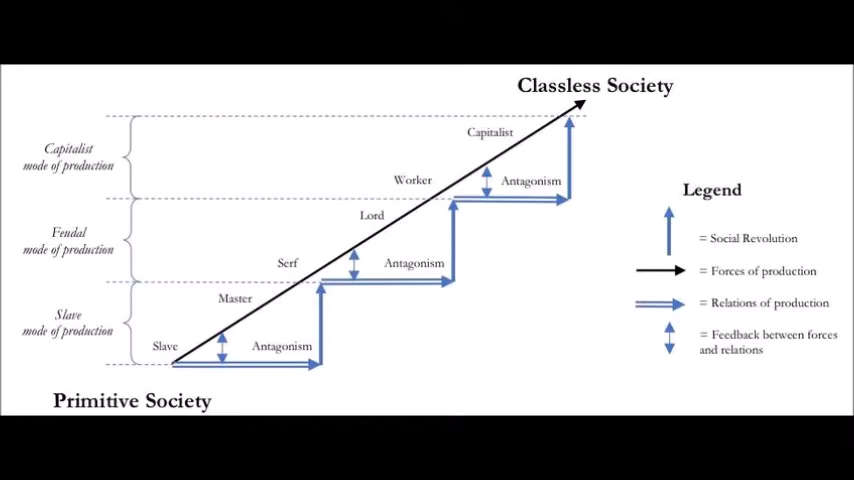 Classless Society
Capitalist
mode of production
Capitalist
Worker
Antagonism
Lord
Feudal
mode of production
Serf
Antagonism
Master
Slave
mode of production
Slave
Antagonism
Primitive Society
Legend
= Social Revolution
= Forces of production
= Relations of production
= Feedback between forces
and relations